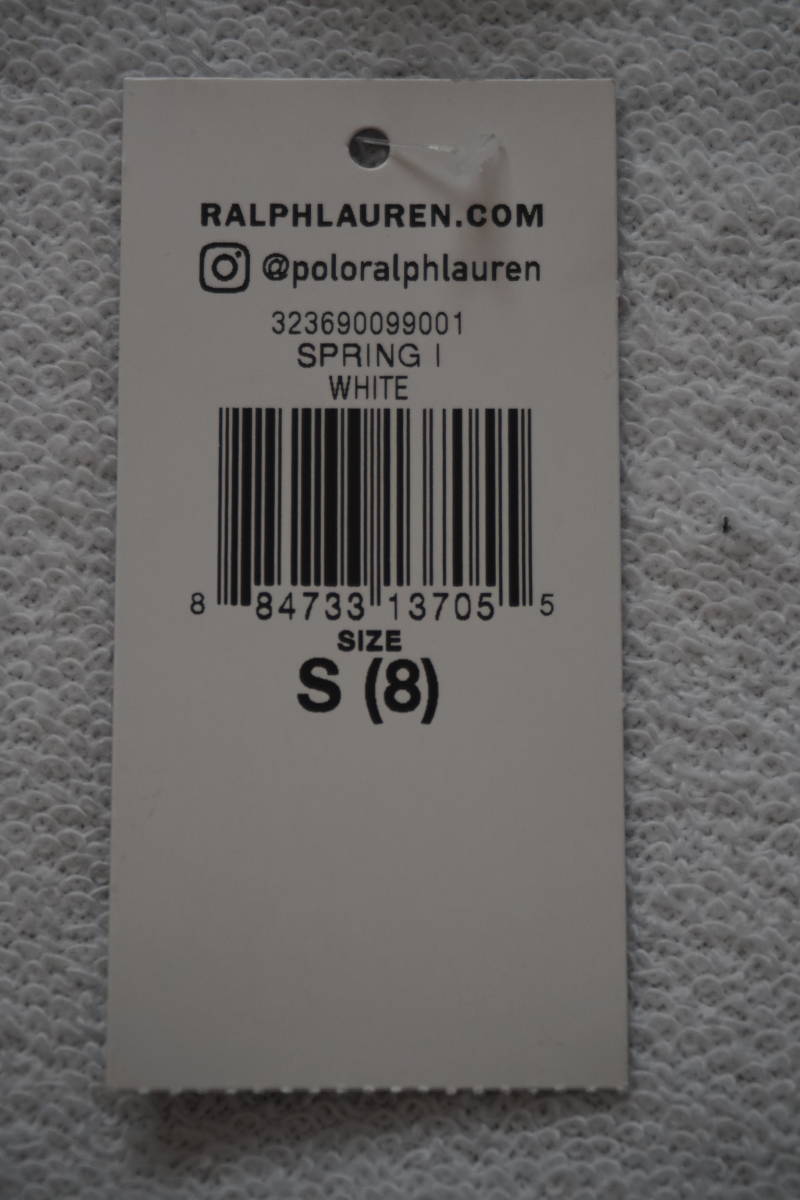 RALPHLAUREN.COM
@poloralphlauren
323690099001
SPRING I
WHITE
8 84733 13705 5
SIZE
S (8)